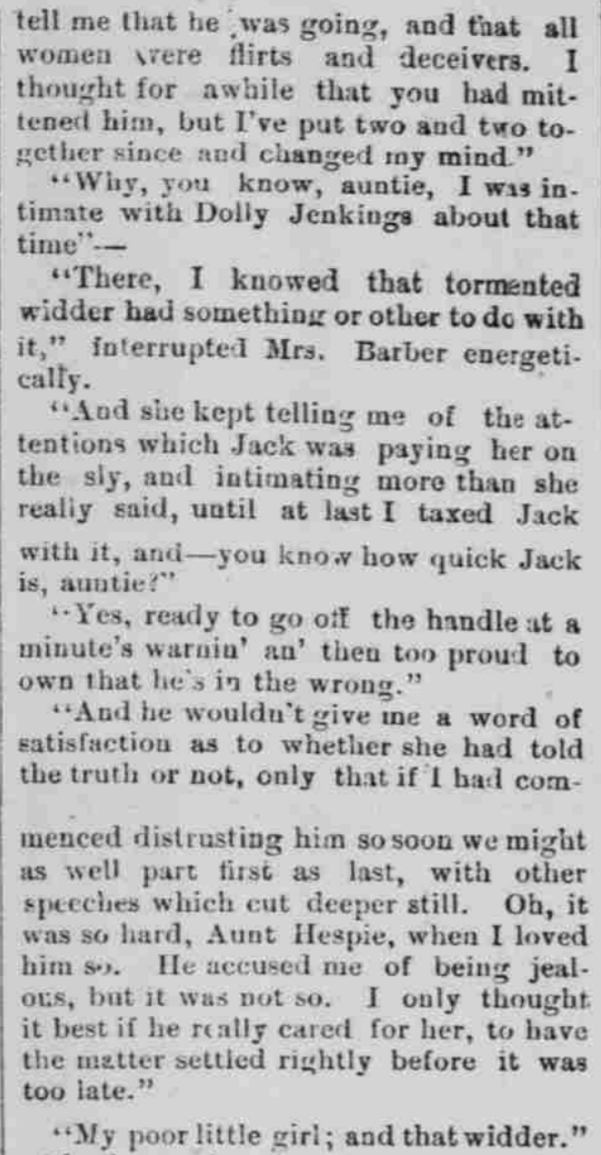 tell me that he was going, and that all
women were flirts and deceivers. I
thought for awhile that you had mit-
tened him, but I've put two and two to-
gether since and changed my mind."
"Why, you know, auntie, I was in-
timate with Dolly Jenkings about that
time"—
"There, I knowed that tormented
widder had something or other to do with
it," interrupted Mrs. Barber energeti-
cally.
"And she kept telling me of the at-
tentions which Jack was paying her on
the sly, and intimating more than she
really said, until at last I taxed Jack
with it, and—you know how quick Jack
is, auntie?"
"Yes, ready to go off the handle at a
minute's warnin' an' then too proud to
own that he's in the wrong."
"And he wouldn't give me a word of
satisfaction as to whether she had told
the truth or not, only that if I had com-
menced distrusting him so soon we might
as well part first as last, with other
speeches which cut deeper still. Oh, it
was so hard, Aunt Hespie, when I loved
him so. He accused me of being jeal-
ous, but it was not so. I only thought
it best if he really cared for her, to have
the matter settled rightly before it was
too late."
"My poor little girl; and that widder."